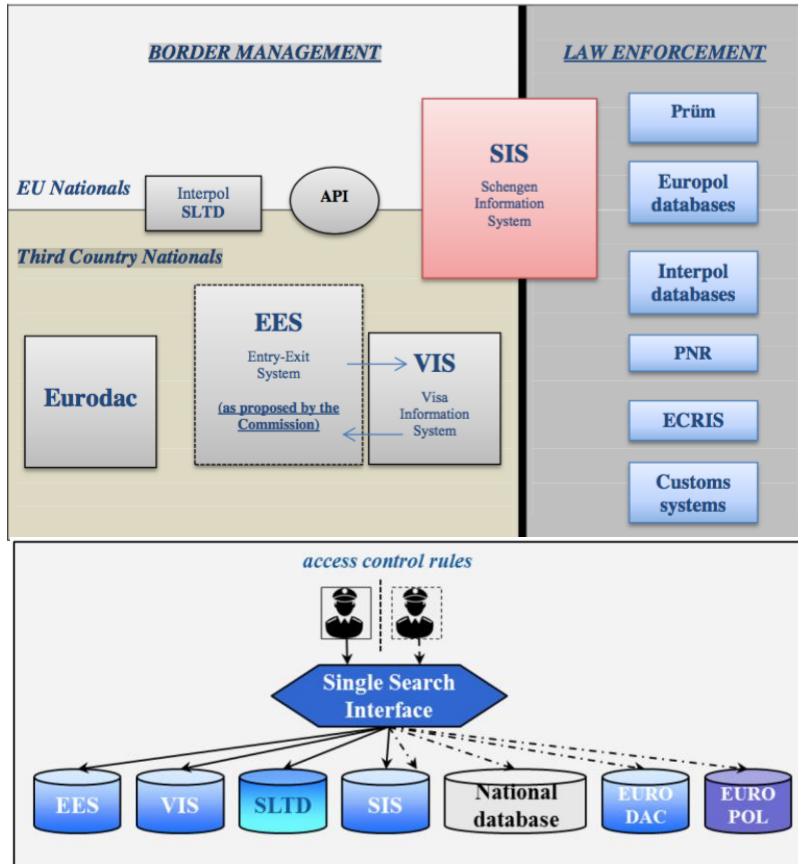 BORDER MANAGEMENT
LAW ENFORCEMENT
SIS
Schengen
Information
System
Prüm
EU Nationals
Interpol
SLTD
API
Europol
databases
Third Country Nationals
Interpol
databases
Eurodac
EES
Entry-Exit
System
(as proposed by the
Commission)
VIS
Visa
Information
System
PNR
ECRIS
Customs
systems
access control rules
Single Search
Interface
EES
VIS
SLTD
SIS
National
database
EURO
DAC
EURO
POL